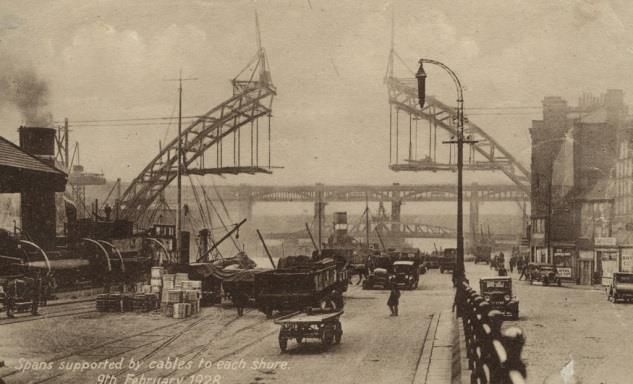 Spans supported by cables to each shore.
9th February 1928.